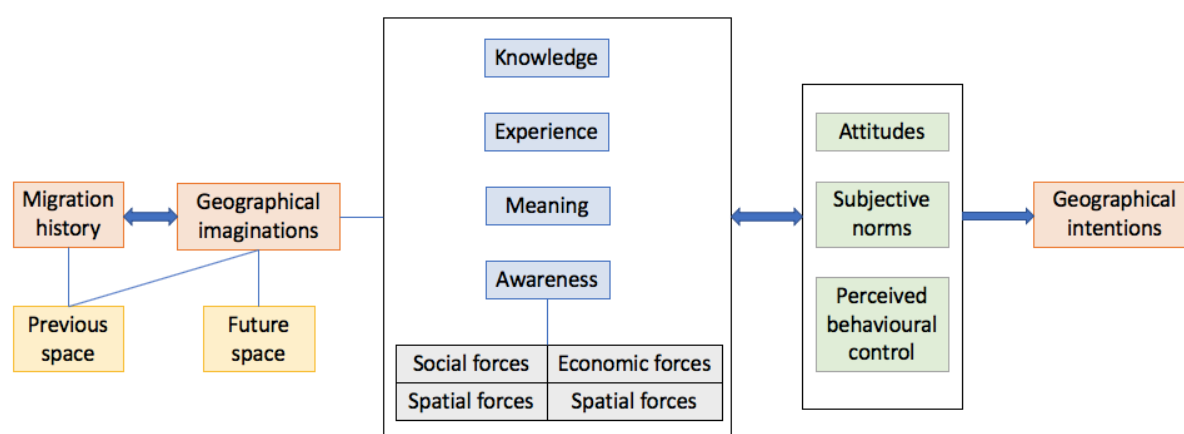 Migration
history
Geographical
imaginations
Previous
space
Future
space
Knowledge
Experience
Meaning
Awareness
Social forces
Economic forces
Spatial forces
Spatial forces
Attitudes
Subjective
norms
Perceived
behavioural
control
Geographical
intentions